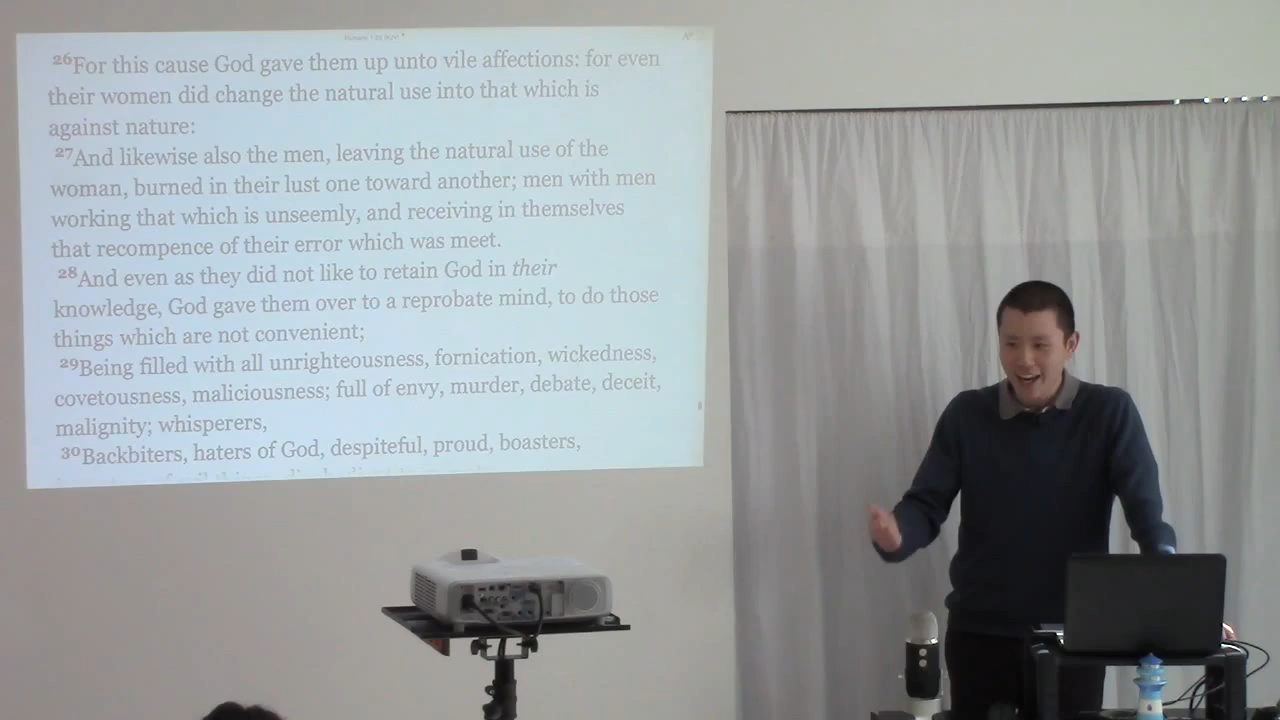 26For this cause God gave them up unto vile affections: for even
their women did change the natural use into that which is
against nature:
27And likewise also the men, leaving the natural use of the
woman, burned in their lust one toward another; men with men
working that which is unseemly, and receiving in themselves
that recompence of their error which was meet.
28And even as they did not like to retain God in their
knowledge, God gave them over to a reprobate mind, to do those
things which are not convenient;
29Being filled with all unrighteousness, fornication, wickedness,
covetousness, maliciousness; full of envy, murder, debate, deceit,
malignity; whisperers,
30Backbiters, haters of God, despiteful, proud, boasters,